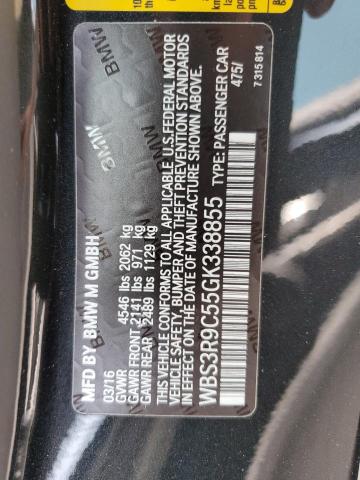 MFD BY BMW M GMBH
03/16
GVWR 4546 lbs 2062 kg
GAWR FRONT 2141 lbs 971 kg
GAWR REAR 2489 lbs 1129 kg
THIS VEHICLE CONFORMS TO ALL APPLICABLE U.S. FEDERAL MOTOR
VEHICLE SAFETY, BUMPER AND THEFT PREVENTION STANDARDS
IN EFFECT ON THE DATE OF MANUFACTURE SHOWN ABOVE.
WBS3R9C55GK338855 TYPE: PASSENGER CAR
475/
7 315 814
BMW
BMW